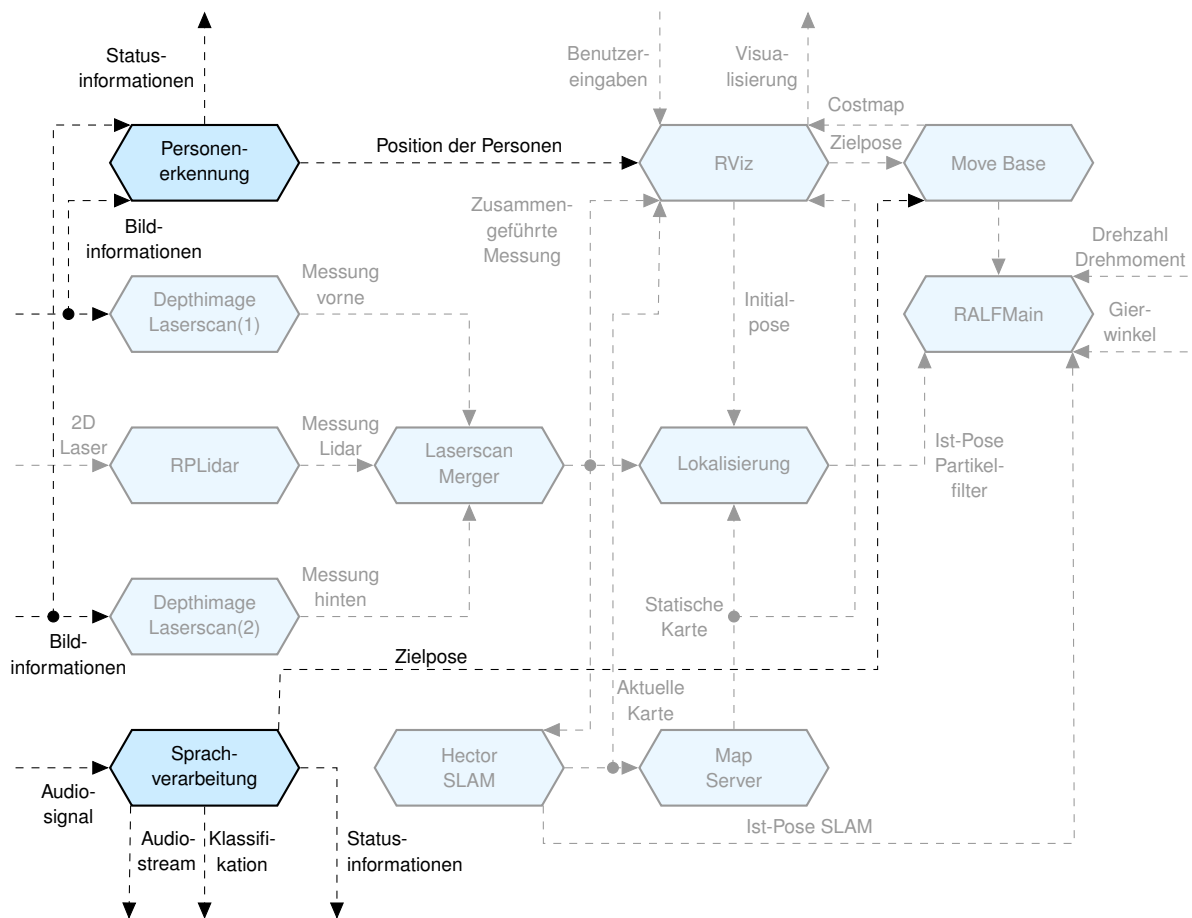 Status-
informationen
Benutzer-
eingaben
Visua-
lisierung
Costmap
Zielpose
Personen-
erkennung
Position der Personen
RViz
Move Base
Bild-
informationen
Zusammen-
geführte
Messung
Drehzahl
Drehmoment
Depthimage
Laserscan(1)
Messung
vorne
Initial-
pose
RALFMain
Gier-
winkel
2D
Laser
RPLidar
Messung
Lidar
Laserscan
Merger
Lokalisierung
Ist-Pose
Partikel-
filter
Depthimage
Laserscan(2)
Messung
hinten
Statische
Karte
Bild-
informationen
Zielpose
Aktuelle
Karte
Sprach-
verarbeitung
Hector
SLAM
Map
Server
Audio-
signal
Audio-
stream
Klassifi-
kation
Status-
informationen
Ist-Pose SLAM